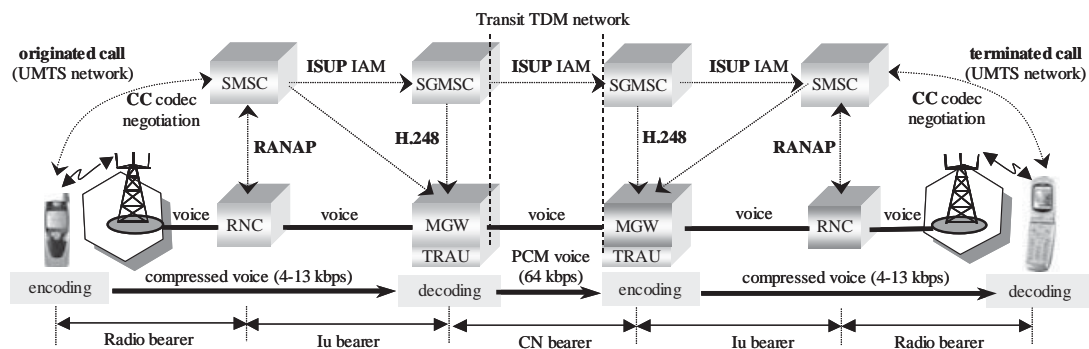 Transit TDM network
originated call
(UMTS network)
terminated call
(UMTS network)
SMSC
ISUP IAM
SGMSC
ISUP IAM
SGMSC
ISUP IAM
SMSC
CC codec
negotiation
CC codec
negotiation
RANAP
H.248
H.248
RANAP
voice
RNC
voice
MGW
voice
MGW
voice
RNC
voice
TRAU
TRAU
encoding
compressed voice (4-13 kbps)
decoding
PCM voice
(64 kbps)
encoding
compressed voice (4-13 kbps)
decoding
Radio bearer
Iu bearer
CN bearer
Iu bearer
Radio bearer